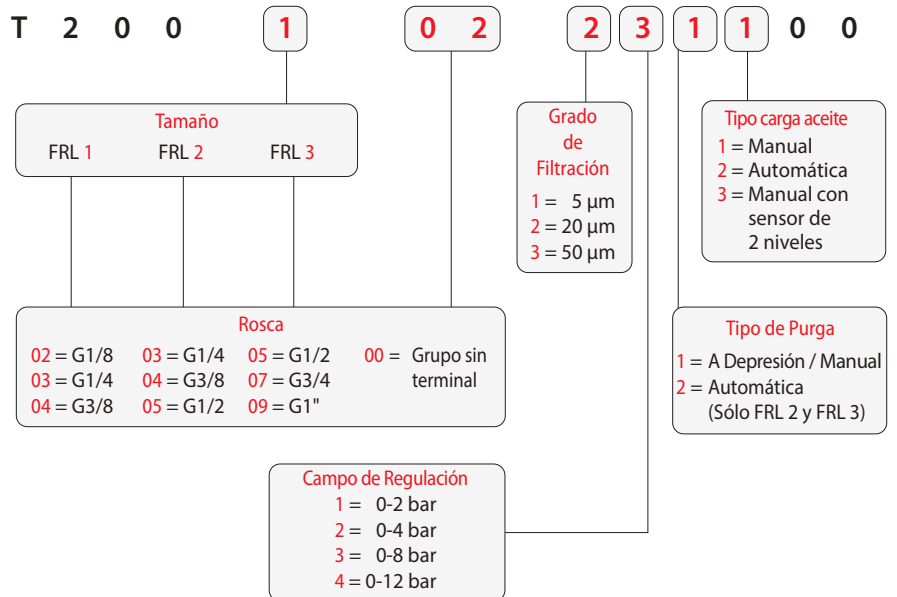 T 2 0 0 1 0 2 2 3 1 1 0 0
Tamaño
FRL 1 FRL 2 FRL 3
Grado
de
Filtración
1 = 5 µm
2 = 20 µm
3 = 50 µm
Tipo carga aceite
1 = Manual
2 = Automática
3 = Manual con
sensor de
2 niveles
Rosca
02 = G1/8 03 = G1/4 05 = G1/2 00 = Grupo sin
03 = G1/4 04 = G3/8 07 = G3/4 terminal
04 = G3/8 05 = G1/2 09 = G1"
Tipo de Purga
1 = A Depresión / Manual
2 = Automática
(Sólo FRL 2 y FRL 3)
Campo de Regulación
1 = 0-2 bar
2 = 0-4 bar
3 = 0-8 bar
4 = 0-12 bar